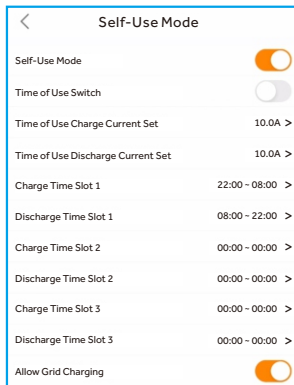 Self-Use Mode
Self-Use Mode
Time of Use Switch
Time of Use Charge Current Set 10.0A >
Time of Use Discharge Current Set 10.0A >
Charge Time Slot 1 22:00 ~ 08:00 >
Discharge Time Slot 1 08:00 ~ 22:00 >
Charge Time Slot 2 00:00 ~ 00:00 >
Discharge Time Slot 2 00:00 ~ 00:00 >
Charge Time Slot 3 00:00 ~ 00:00 >
Discharge Time Slot 3 00:00 ~ 00:00 >
Allow Grid Charging